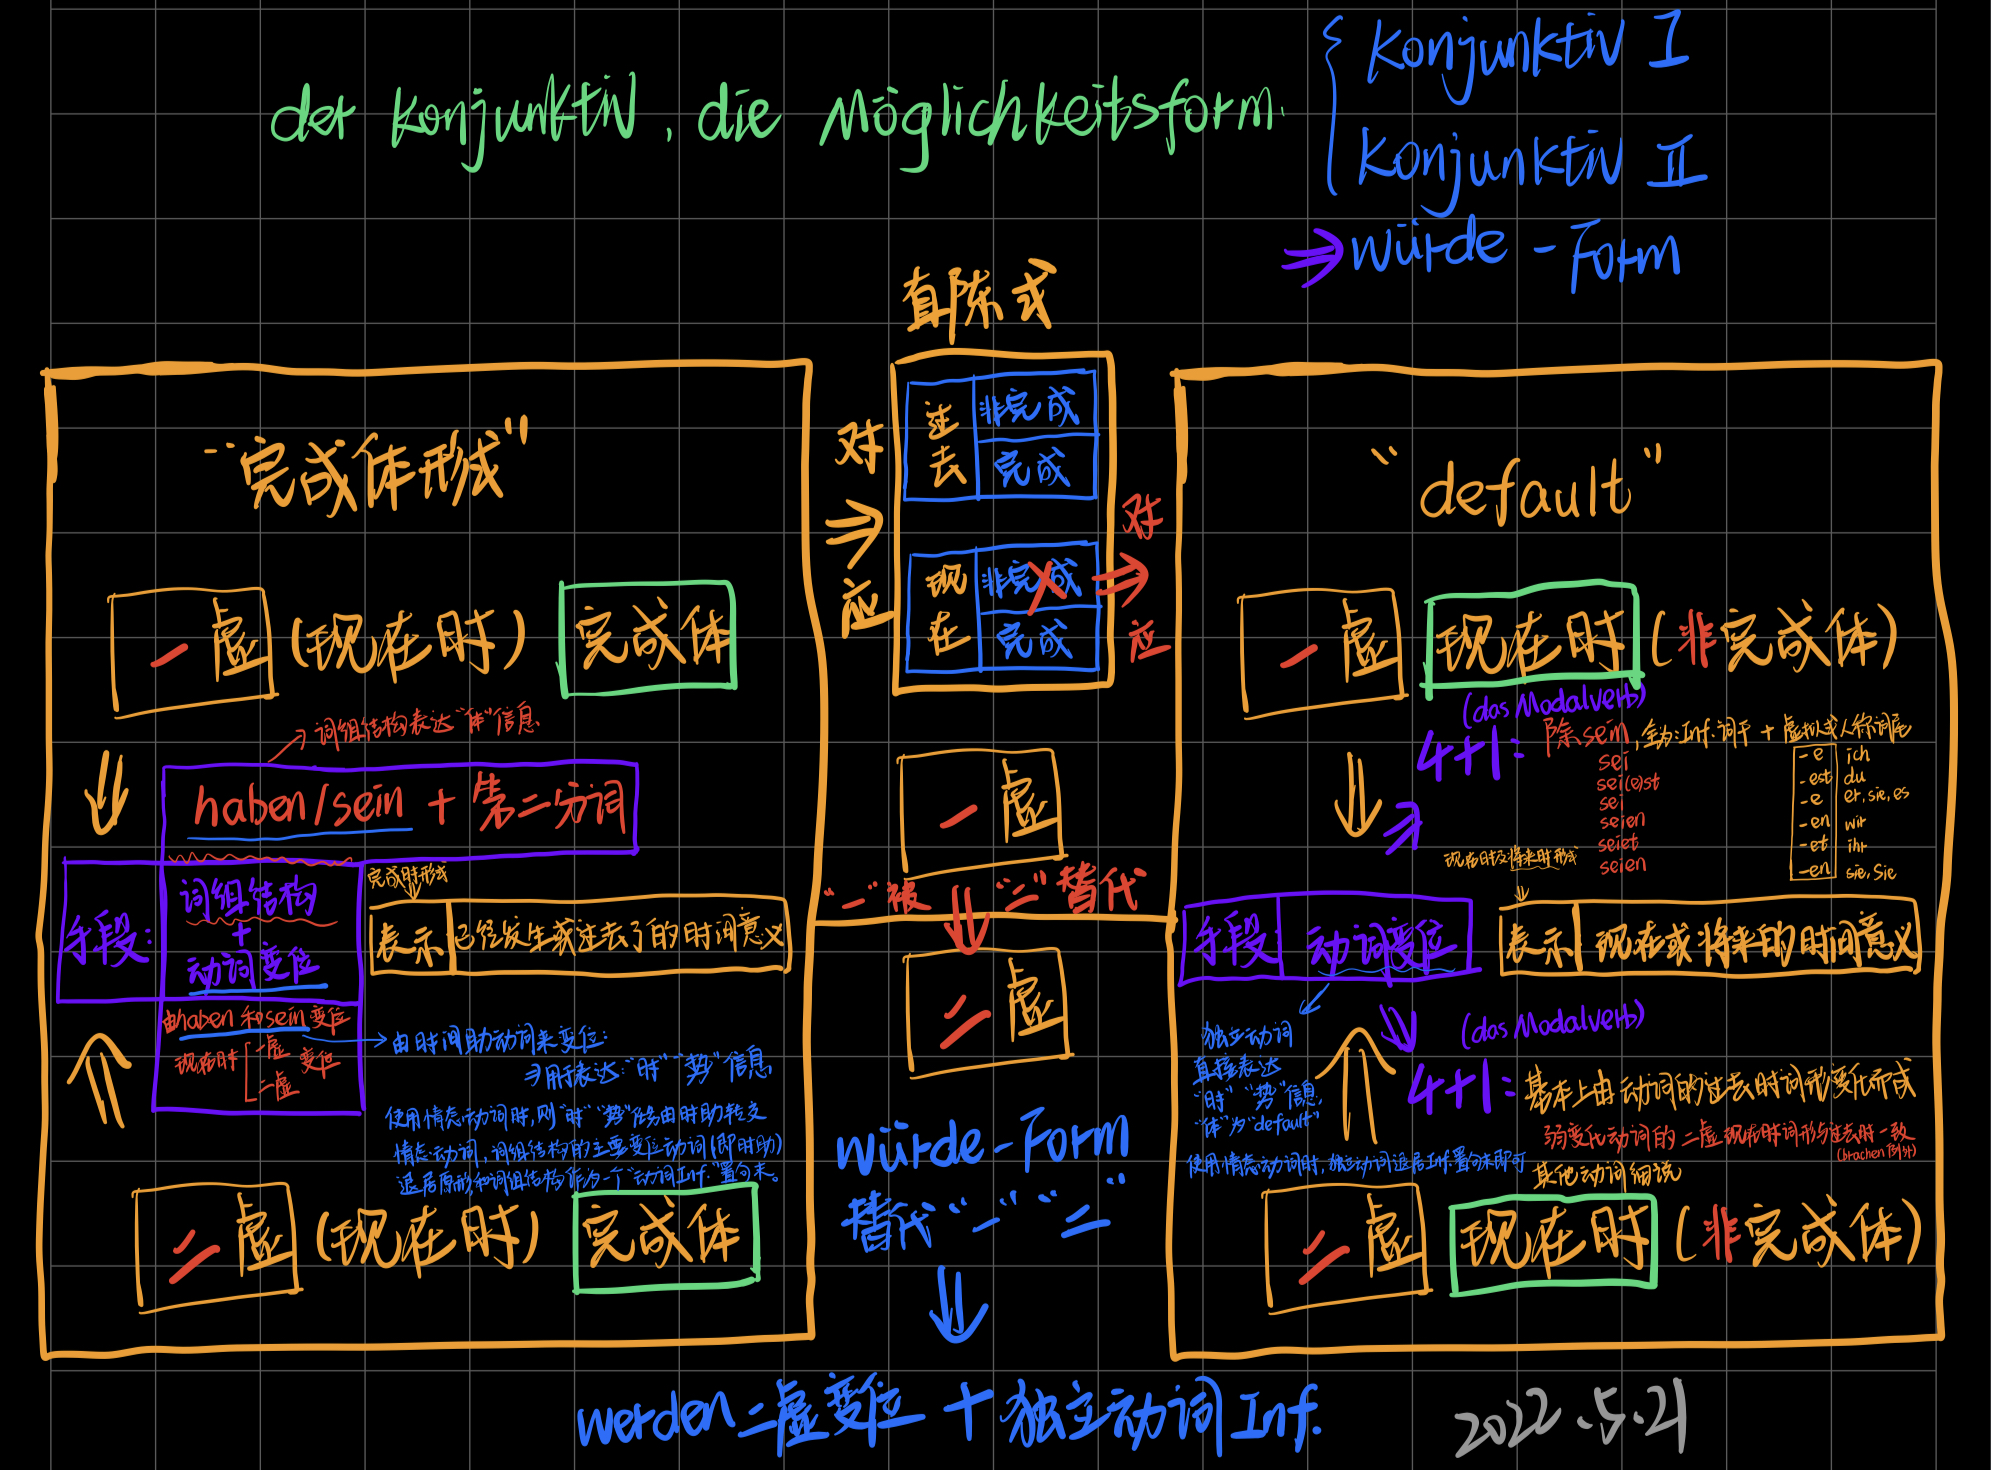 der Konjunktiv, die Möglichkeitsform.
Konjunktiv I
Konjunktiv II
⇒ würde-Form
直陈式
过去
非完成
完成
现在
非完成
完成
对应
对应
"完成体形式"
一虚 (现在时) 完成体
→ 词组结构表达"体"信息
haben/sein + 第二分词
手段:
词组结构
+
动词变位
完成时形式
表示 已经发生或过去了的时间意义
由haben和sein变位
现在时
一虚
二虚
变位
→ 由时间助动词来变位:
用于表达:"时""势"信息
使用情态动词时,则"时""势"任务由时助转交
情态动词,词组结构的主要变位动词(即时助)
退居原形和词组结构作为一个"动词Inf."置句末。
二虚 (现在时) 完成体
一虚
"一"被"二"替代
二虚
würde-Form
替代"一""二"
werden二虚变位 + 独立动词Inf.
"default"
一虚 现在时 (非完成体)
(das Modalverb)
4+1: 除sein,全为:Inf.词干 + 虚拟式人称词尾
sei
sei(e)st
sei
seien
seiet
seien
-e ich
-est du
-e er, sie, es
-en wir
-et ihr
-en sie, Sie
现在时及将来时形式
手段: 动词变位
表示 现在或将来的时间意义
独立动词
直接表达
"时""势"信息,
"体"为"default"
使用情态动词时,独立动词退居Inf.置句末即可
(das Modalverb)
4+1: 基本上由动词的过去时词形变化而成
弱变化动词的二虚现在时词形与过去时一致
(brachen例外)
其他动词细说
二虚 现在时 (非完成体)
2022.5.21